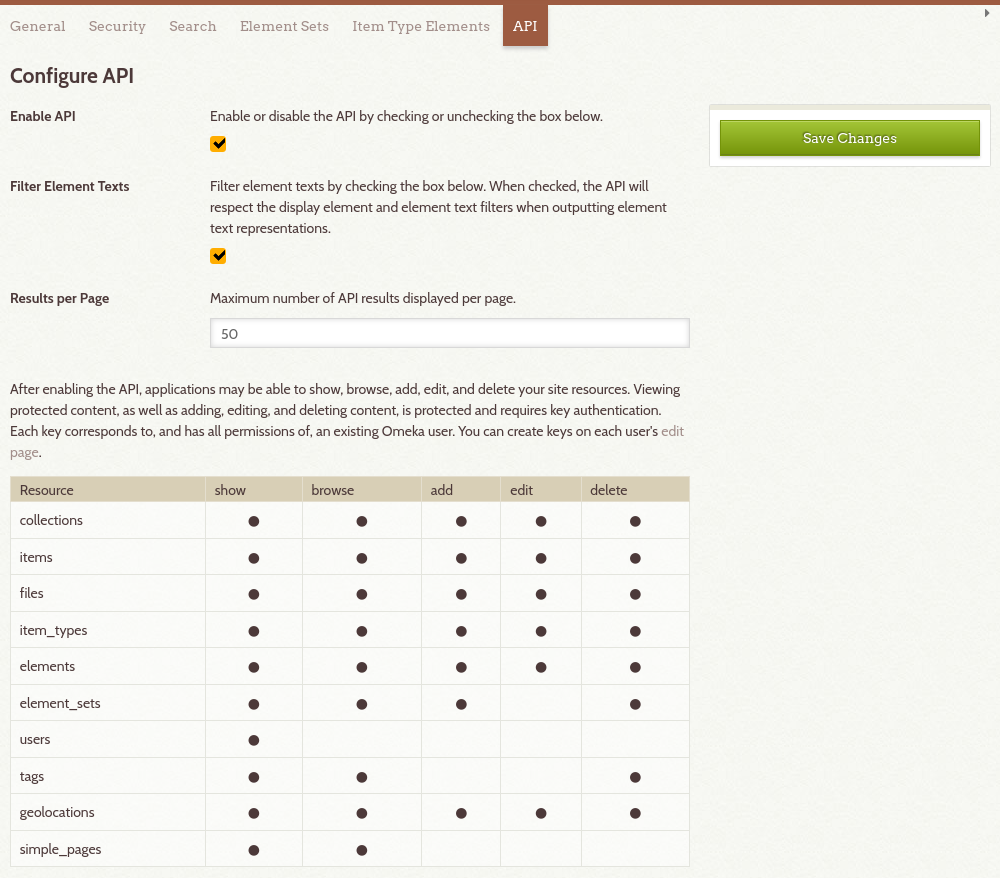 General Security Search Element Sets Item Type Elements API
Configure API
Enable API
Enable or disable the API by checking or unchecking the box below.
Save Changes
Filter Element Texts
Filter element texts by checking the box below. When checked, the API will
respect the display element and element text filters when outputting element
text representations.
Results per Page
Maximum number of API results displayed per page.
50
After enabling the API, applications may be able to show, browse, add, edit, and delete your site resources. Viewing
protected content, as well as adding, editing, and deleting content, is protected and requires key authentication.
Each key corresponds to, and has all permissions of, an existing Omeka user. You can create keys on each user's edit
page.
Resource show browse add edit delete
collections ● ● ● ● ●
items ● ● ● ● ●
files ● ● ● ● ●
item_types ● ● ● ● ●
elements ● ● ● ● ●
element_sets ● ● ● ●
users ●
tags ● ● ●
geolocations ● ● ● ● ●
simple_pages ● ●